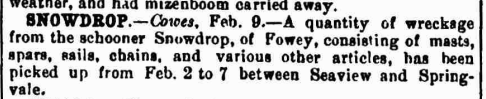 weather, and had mizenboom carried away.
SNOWDROP.—Cowes, Feb. 9.—A quantity of wreckage
from the schooner Snowdrop, of Fowey, consisting of masts,
spars, sails, chains, and various other articles, has been
picked up from Feb. 2 to 7 between Seaview and Spring-
vale.